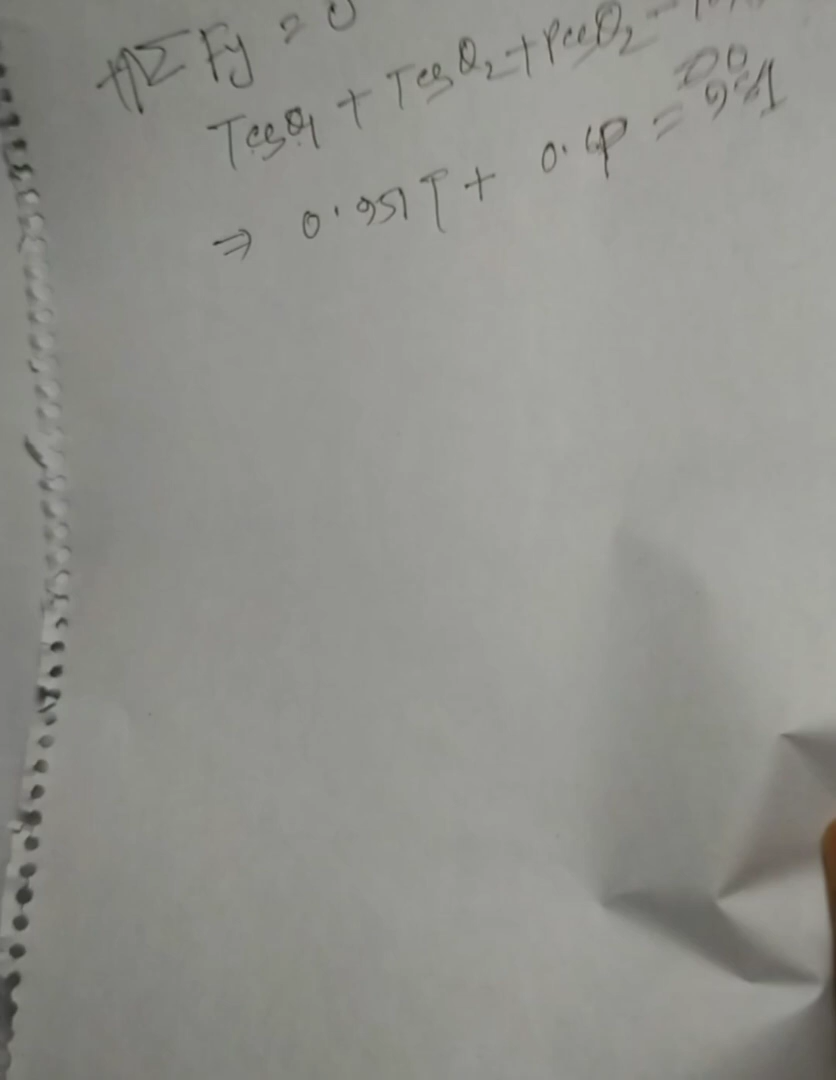 +↑ΣFy = 0
Tcosθ1 + Tcosθ2 + Pcosθ2 -
⇒ 0.951T + 0.6P =